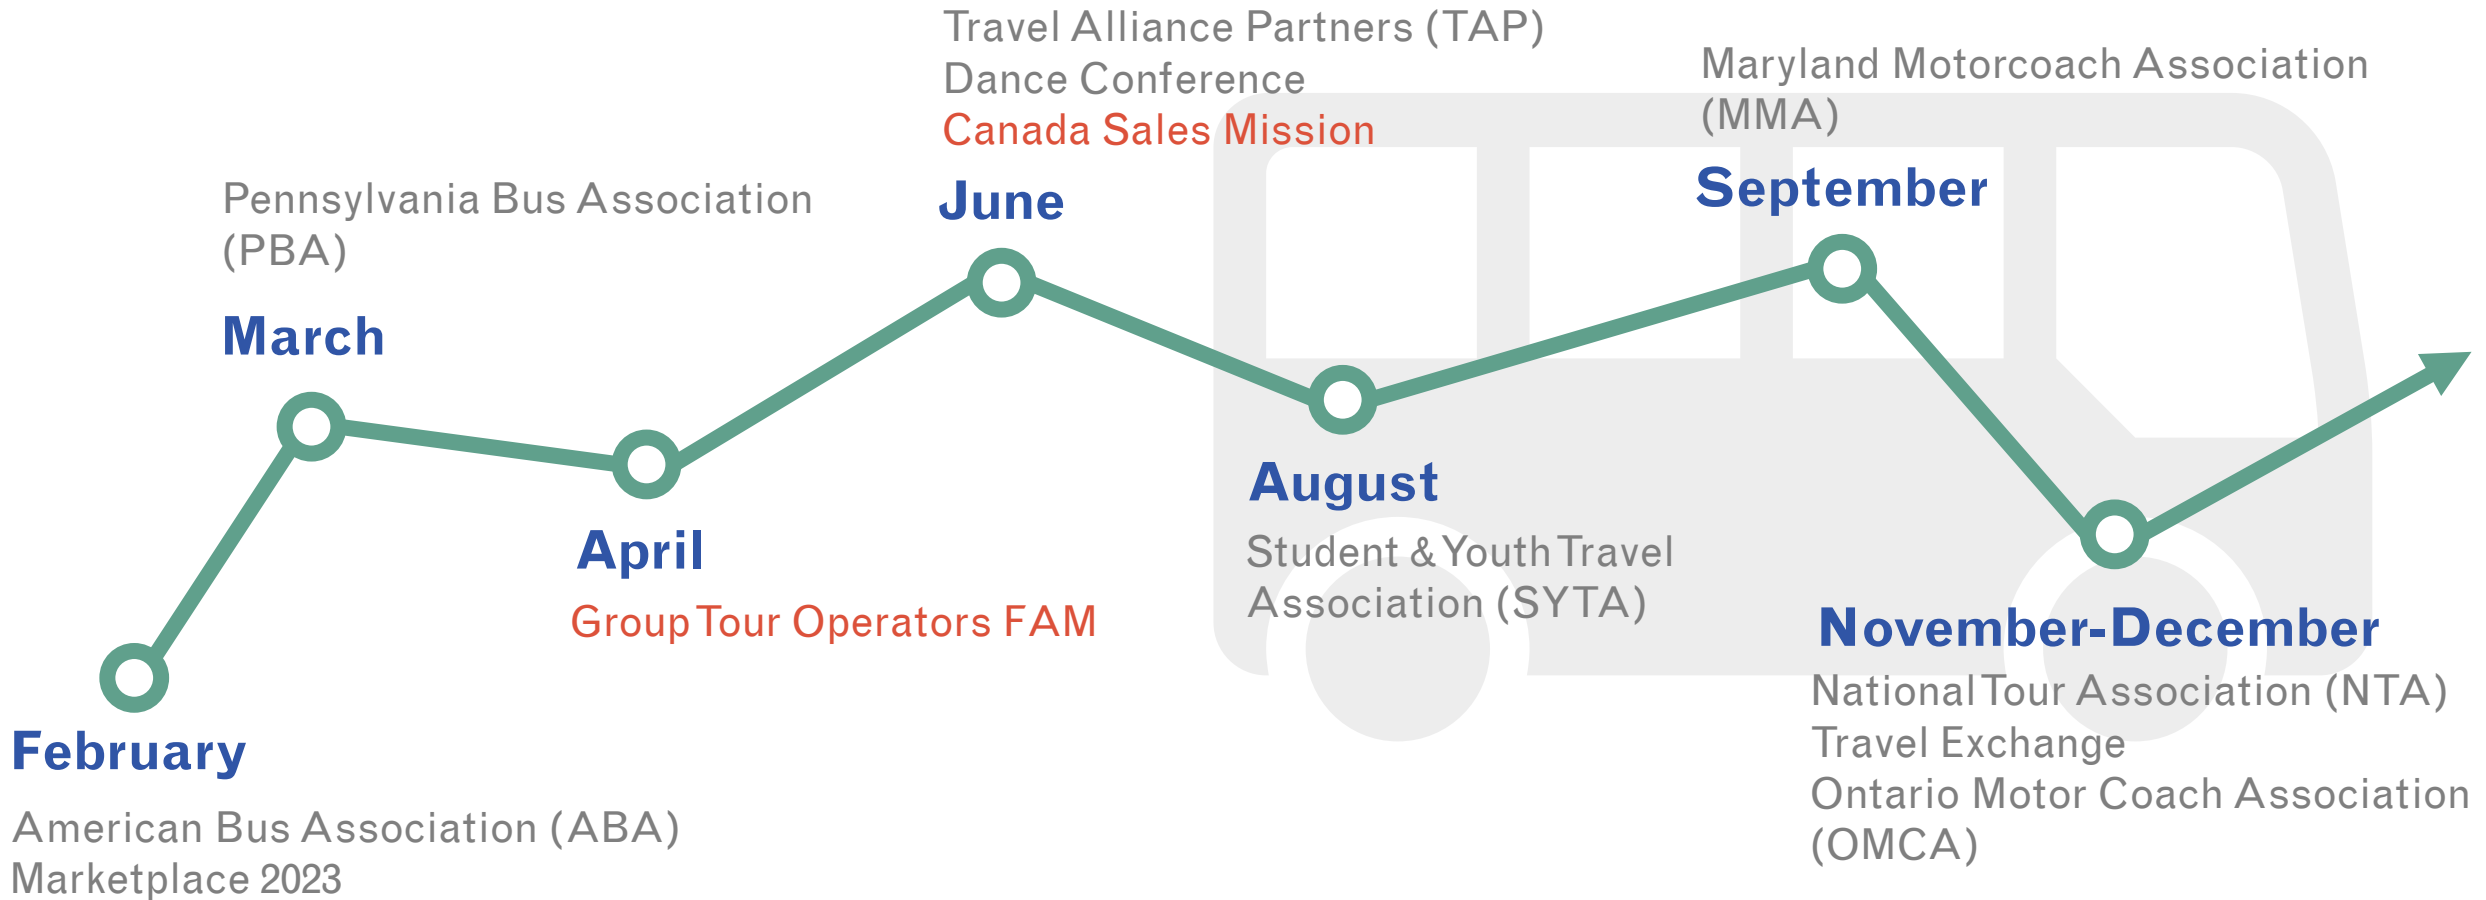 Travel Alliance Partners (TAP)
Dance Conference
Canada Sales Mission
June
Maryland Motorcoach Association
(MMA)
September
Pennsylvania Bus Association
(PBA)
March
April
Group Tour Operators FAM
August
Student & Youth Travel
Association (SYTA)
November-December
National Tour Association (NTA)
Travel Exchange
Ontario Motor Coach Association
(OMCA)
February
American Bus Association (ABA)
Marketplace 2023